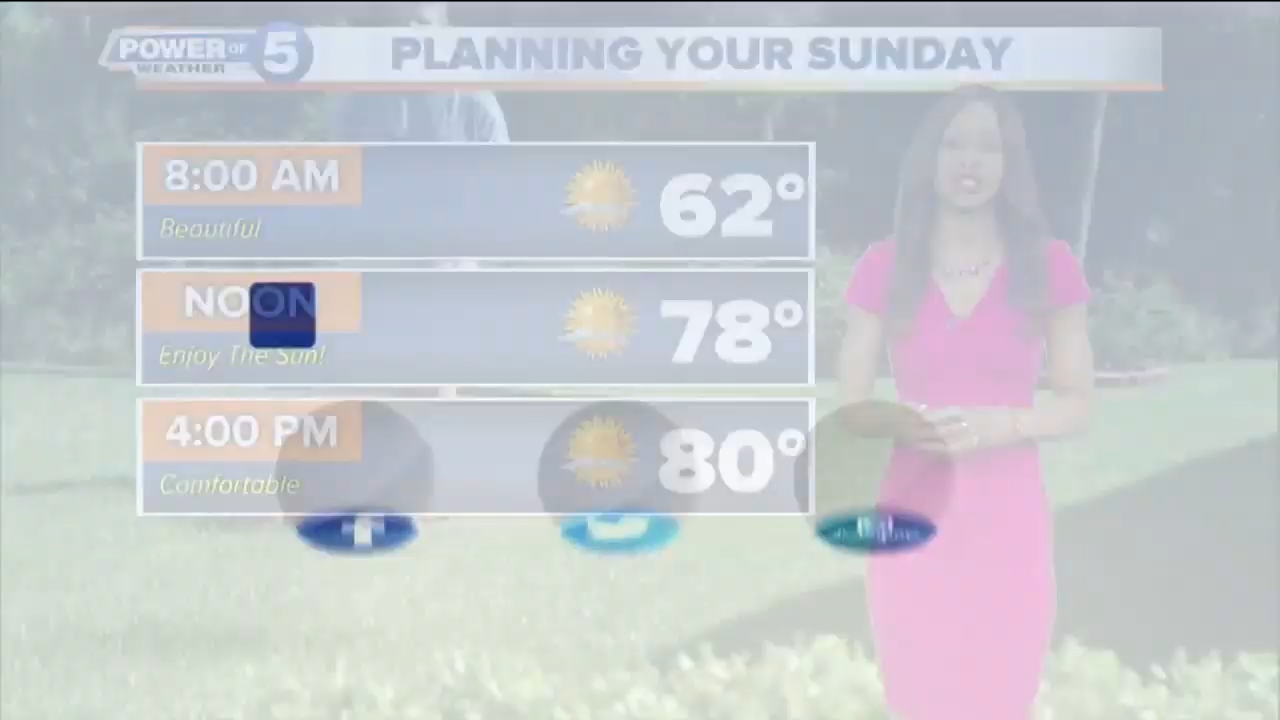 POWER OF 5
WEATHER
PLANNING YOUR SUNDAY
8:00 AM
62°
Beautiful
NOON
78°
Enjoy The Sun!
4:00 PM
80°
Comfortable